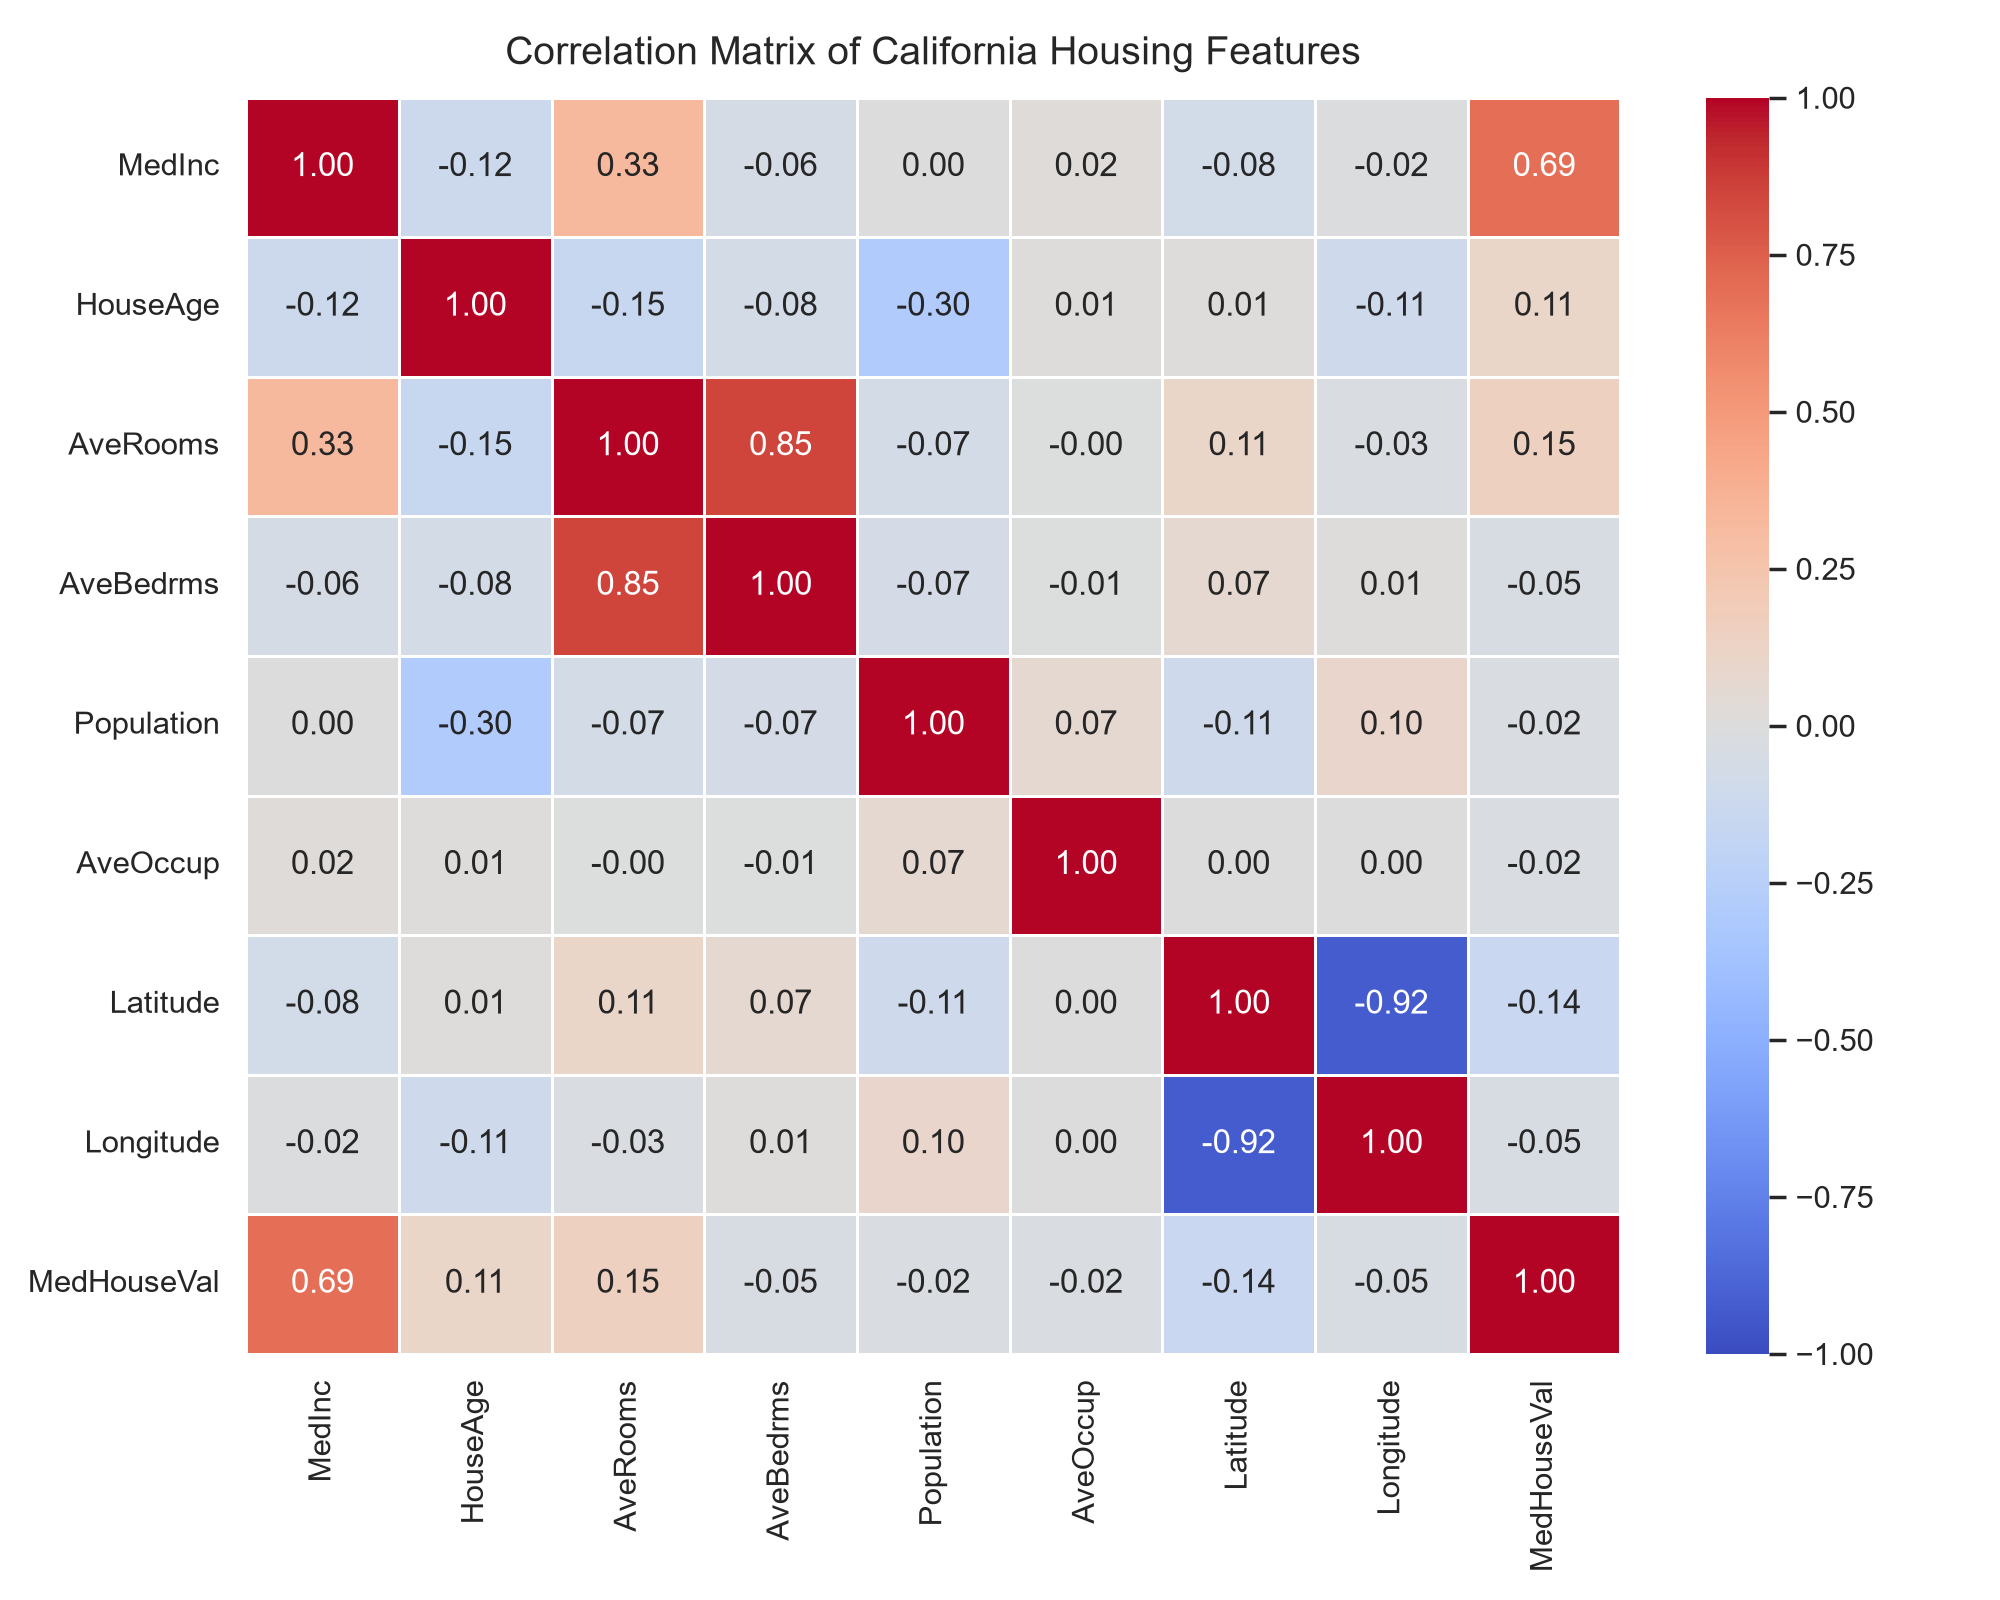 Correlation Matrix of California Housing Features
MedInc 1.00 -0.12 0.33 -0.06 0.00 0.02 -0.08 -0.02 0.69
HouseAge -0.12 1.00 -0.15 -0.08 -0.30 0.01 0.01 -0.11 0.11
AveRooms 0.33 -0.15 1.00 0.85 -0.07 -0.00 0.11 -0.03 0.15
AveBedrms -0.06 -0.08 0.85 1.00 -0.07 -0.01 0.07 0.01 -0.05
Population 0.00 -0.30 -0.07 -0.07 1.00 0.07 -0.11 0.10 -0.02
AveOccup 0.02 0.01 -0.00 -0.01 0.07 1.00 0.00 0.00 -0.02
Latitude -0.08 0.01 0.11 0.07 -0.11 0.00 1.00 -0.92 -0.14
Longitude -0.02 -0.11 -0.03 0.01 0.10 0.00 -0.92 1.00 -0.05
MedHouseVal 0.69 0.11 0.15 -0.05 -0.02 -0.02 -0.14 -0.05 1.00
MedInc HouseAge AveRooms AveBedrms Population AveOccup Latitude Longitude MedHouseVal
1.00
0.75
0.50
0.25
0.00
−0.25
−0.50
−0.75
−1.00